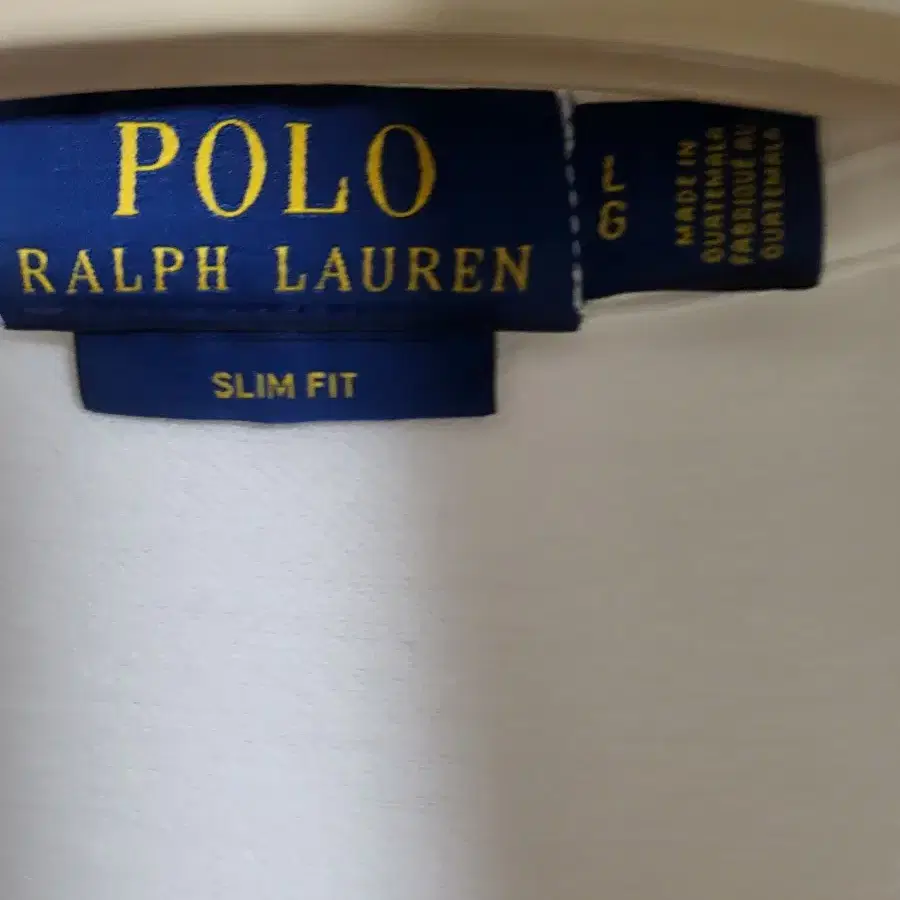 POLO
RALPH LAUREN
SLIM FIT
L
G
MADE IN
GUATEMALA
FABRIQUÉ AU
GUATEMALA